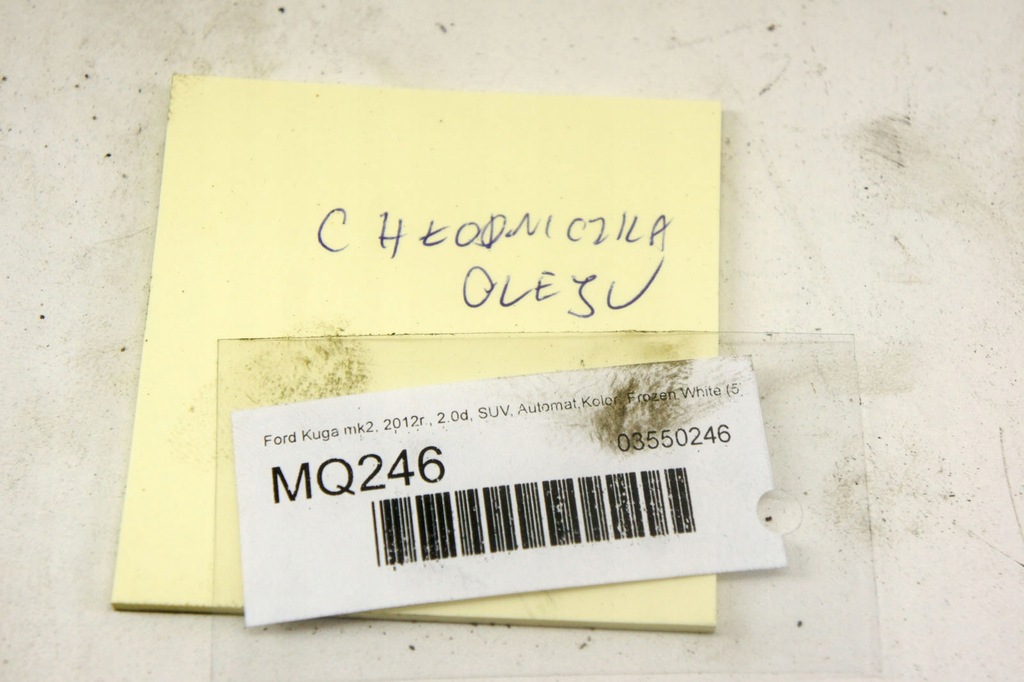 CHŁODNICZKA
OLEJU
Ford Kuga mk2, 2012r., 2.0d, SUV, Automat,Kolor: Frozen White (5)
03550246
MQ246